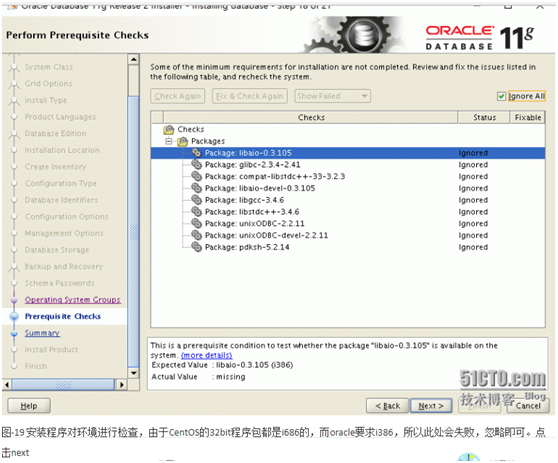 Oracle Database 11g Release 2 Installer - Installing database - Step 18 of 21
Perform Prerequisite Checks
ORACLE
DATABASE 11g
System Class
Grid Options
Install Type
Product Languages
Database Edition
Installation Location
Create Inventory
Configuration Type
Database Identifiers
Configuration Options
Management Options
Database Storage
Backup and Recovery
Schema Passwords
Operating System Groups
Prerequisite Checks
Summary
Install Product
Finish
Some of the minimum requirements for installation are not completed. Review and fix the issues listed in
the following table, and recheck the system.
Check Again
Fix & Check Again
Show Failed
Ignore All
Checks Status Fixable
Checks
Packages
Package: libaio-0.3.105 Ignored
Package: glibc-2.3.4-2.41 Ignored
Package: compat-libstdc++-33-3.2.3 Ignored
Package: libaio-devel-0.3.105 Ignored
Package: libgcc-3.4.6 Ignored
Package: libstdc++-3.4.6 Ignored
Package: unixODBC-2.2.11 Ignored
Package: unixODBC-devel-2.2.11 Ignored
Package: pdksh-5.2.14 Ignored
This is a prerequisite condition to test whether the package "libaio-0.3.105" is available on the
system. (more details)
Expected Value : libaio-0.3.105 (i386)
Actual Value : missing
51CTO.com
技术博客 Blog
Help
< Back
Next >
Cancel
图-19安装程序对环境进行检查，由于CentOS的32bit程序包都是i686的，而oracle要求i386，所以此处会失败，忽略即可。点
击next